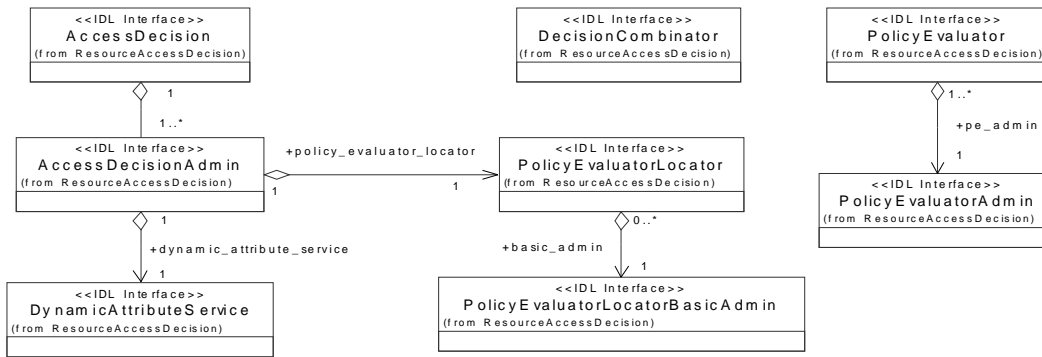 <<IDL Interface>>
AccessDecision
(from ResourceAccessDecision)
<<IDL Interface>>
DecisionCombinator
(from ResourceAccessDecision)
<<IDL Interface>>
PolicyEvaluator
(from ResourceAccessDecision)
1
1..*
1..*
+pe_admin
1
<<IDL Interface>>
AccessDecisionAdmin
(from ResourceAccessDecision)
1
+policy_evaluator_locator
1
<<IDL Interface>>
PolicyEvaluatorLocator
(from ResourceAccessDecision)
<<IDL Interface>>
PolicyEvaluatorAdmin
(from ResourceAccessDecision)
1
+dynamic_attribute_service
1
0..*
+basic_admin
1
<<IDL Interface>>
DynamicAttributeService
(from ResourceAccessDecision)
<<IDL Interface>>
PolicyEvaluatorLocatorBasicAdmin
(from ResourceAccessDecision)